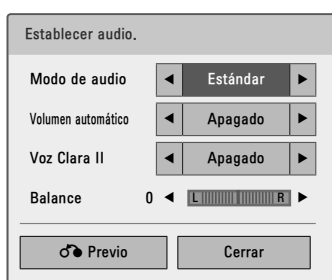 Establecer audio.
Modo de audio ◄ Estándar ►
Volumen automático ◄ Apagado ►
Voz Clara II ◄ Apagado ►
Balance 0 ◄ L R ►
Previo Cerrar